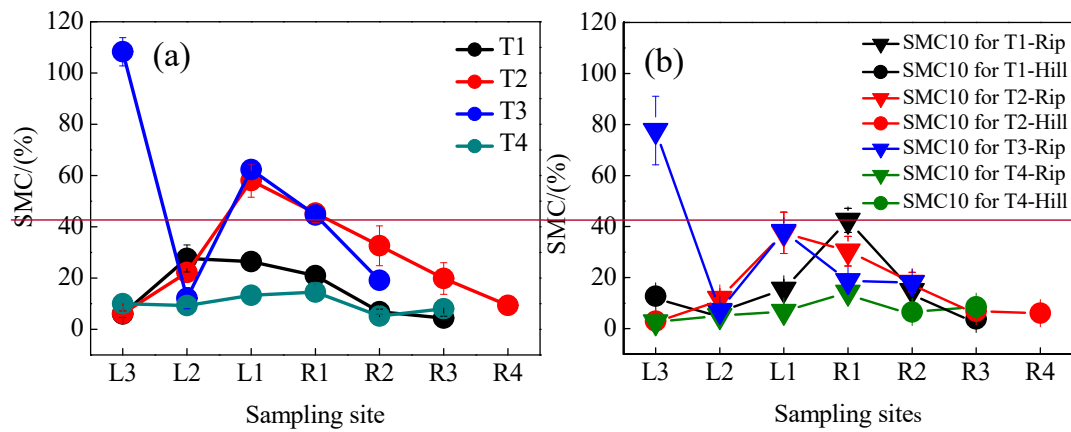 120
100
80
60
40
20
0
SMC/(%)
(a)
T1
T2
T3
T4
L3 L2 L1 R1 R2 R3 R4
Sampling site
120
100
80
60
40
20
0
SMC/(%)
(b)
SMC10 for T1-Rip
SMC10 for T1-Hill
SMC10 for T2-Rip
SMC10 for T2-Hill
SMC10 for T3-Rip
SMC10 for T4-Rip
SMC10 for T4-Hill
L3 L2 L1 R1 R2 R3 R4
Sampling sites